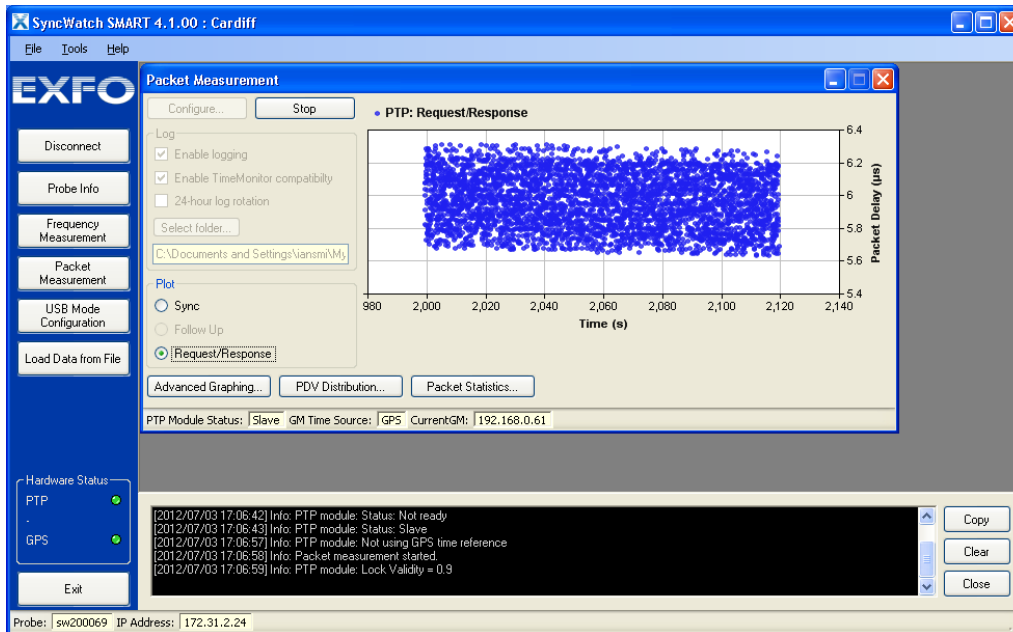 SyncWatch SMART 4.1.00 : Cardiff
File Tools Help
EXFO
Disconnect
Probe Info
Frequency
Measurement
Packet
Measurement
USB Mode
Configuration
Load Data from File
Hardware Status
PTP
-
GPS
Exit
Packet Measurement
Configure... Stop
Log
Enable logging
Enable TimeMonitor compatibilty
24-hour log rotation
Select folder...
C:\Documents and Settings\iansmi\My
Plot
Sync
Follow Up
Request/Response
PTP: Request/Response
6.4
6.2
6
5.8
5.6
5.4
Packet Delay (µs)
980 2,000 2,020 2,040 2,060 2,080 2,100 2,120 2,140
Time (s)
Advanced Graphing... PDV Distribution... Packet Statistics...
PTP Module Status: Slave GM Time Source: GPS CurrentGM: 192.168.0.61
[2012/07/03 17:06:42] Info: PTP module: Status: Not ready
[2012/07/03 17:06:43] Info: PTP module: Status: Slave
[2012/07/03 17:06:57] Info: PTP module: Not using GPS time reference
[2012/07/03 17:06:58] Info: Packet measurement started.
[2012/07/03 17:06:59] Info: PTP module: Lock Validity = 0.9
Copy
Clear
Close
Probe: sw200069 IP Address: 172.31.2.24